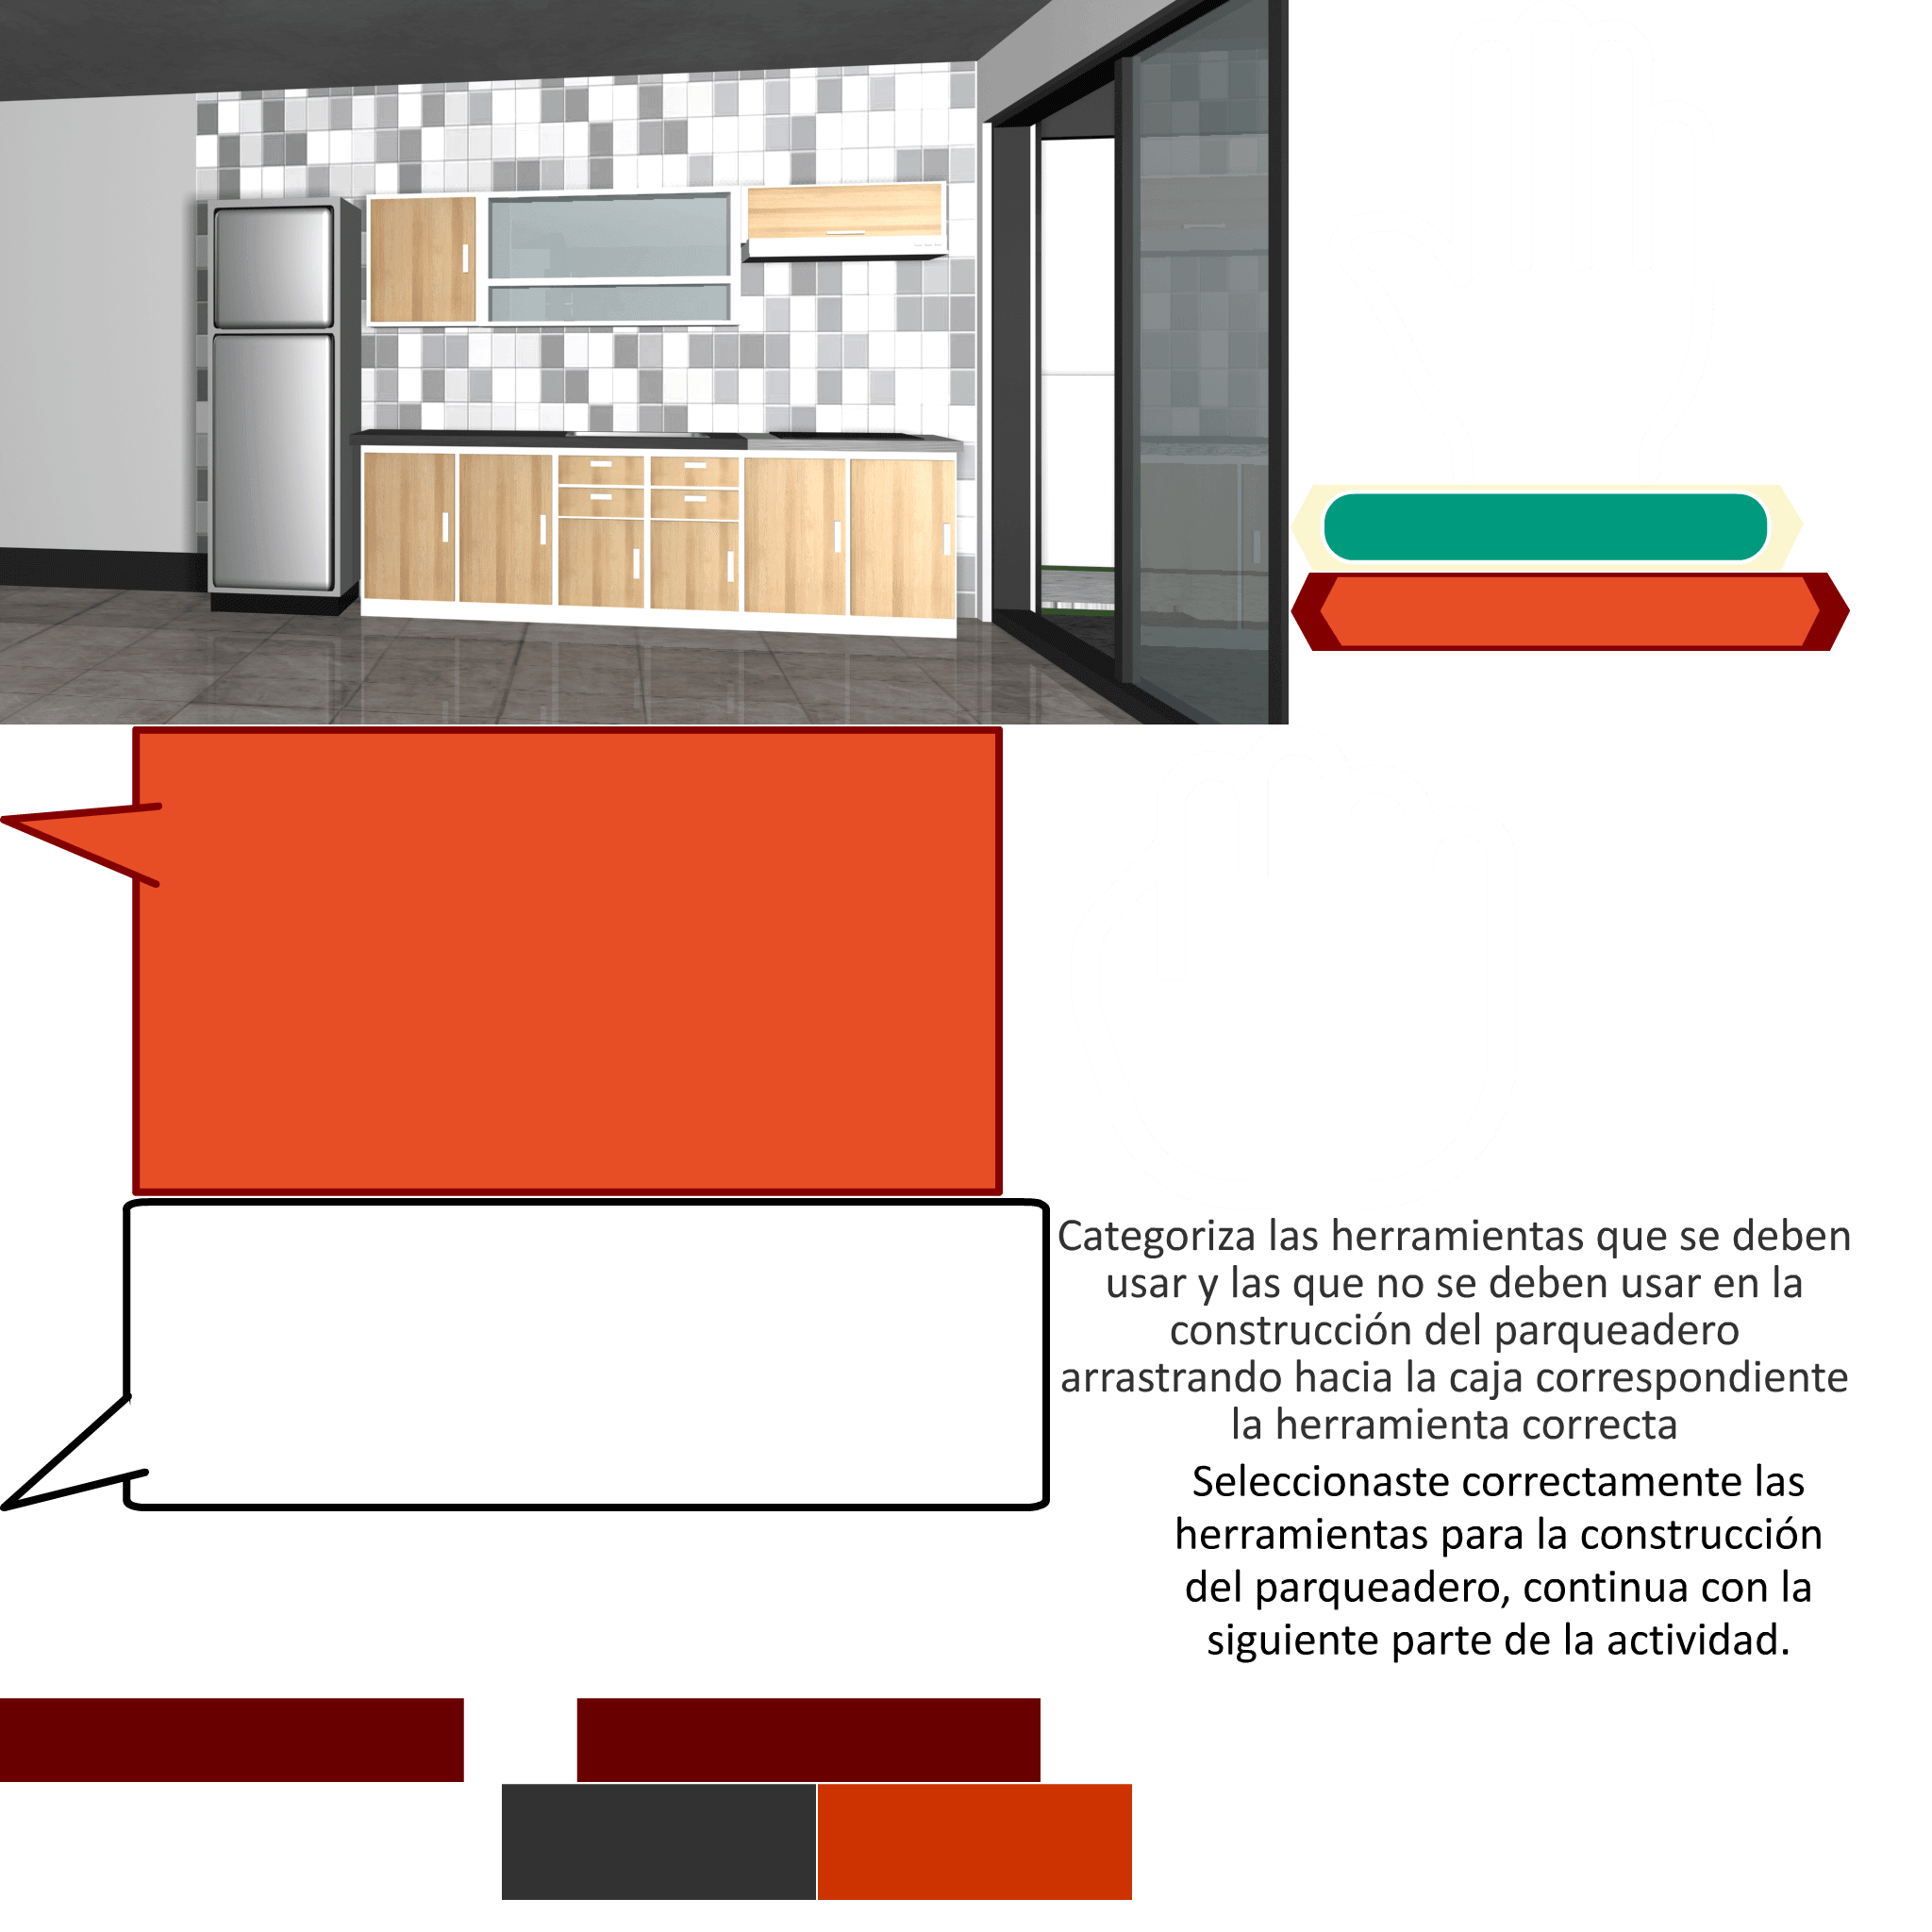 Categoriza las herramientas que se deben
usar y las que no se deben usar en la
construcción del parqueadero
arrastrando hacia la caja correspondiente
la herramienta correcta
Seleccionaste correctamente las
herramientas para la construcción
del parqueadero, continua con la
siguiente parte de la actividad.